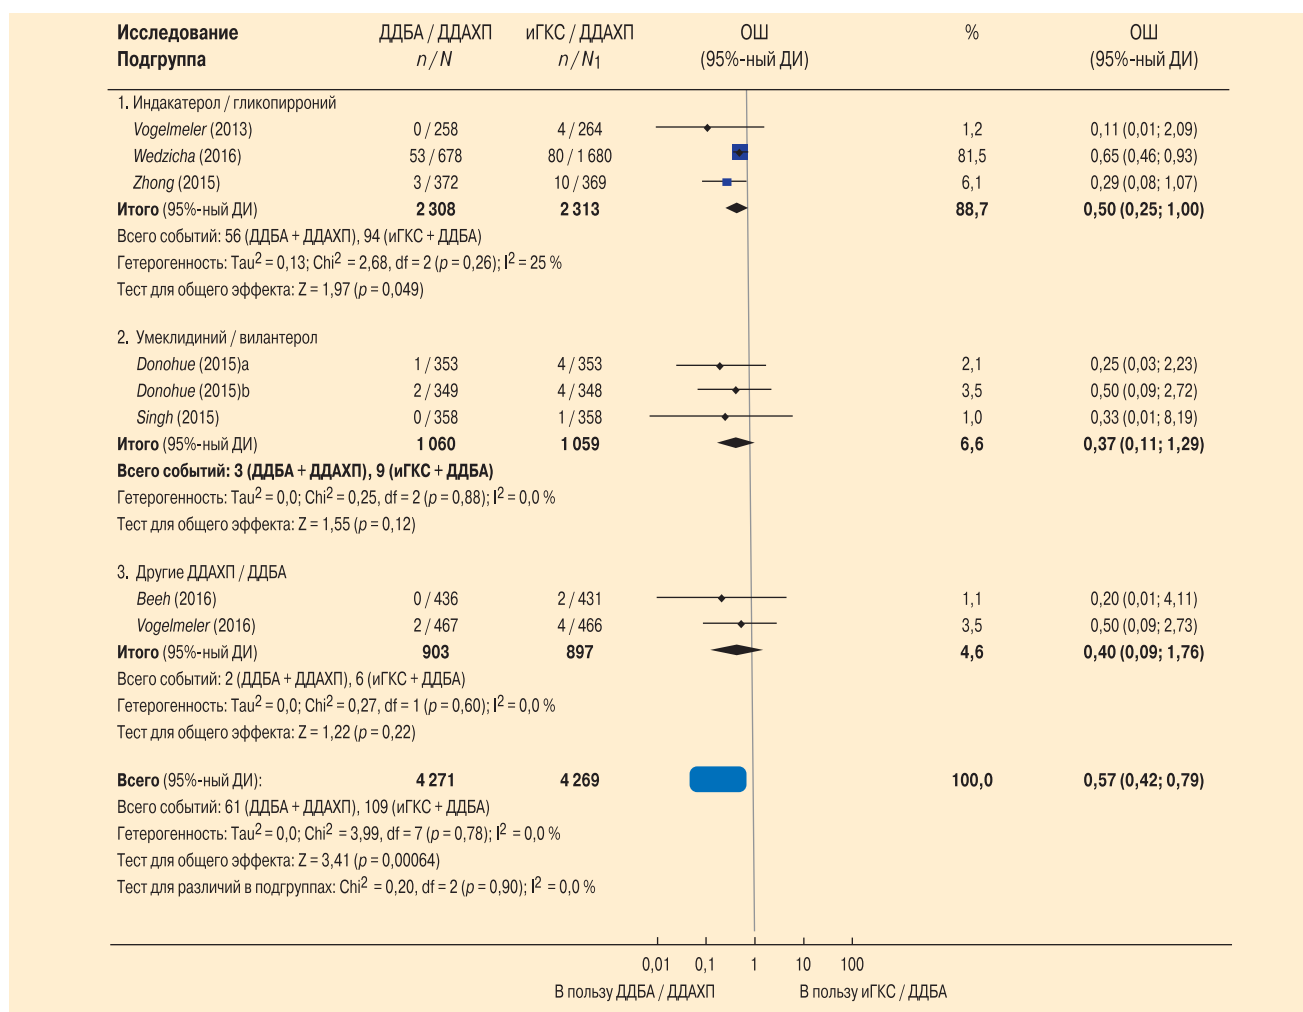 Исследование ДДБА / ДДАХП иГКС / ДДАХП ОШ % ОШ
Подгруппа n / N n / N1 (95%-ный ДИ) (95%-ный ДИ)
1. Индакатерол / гликопирроний
Vogelmeler (2013) 0 / 258 4 / 264 1,2 0,11 (0,01; 2,09)
Wedzicha (2016) 53 / 678 80 / 1 680 81,5 0,65 (0,46; 0,93)
Zhong (2015) 3 / 372 10 / 369 6,1 0,29 (0,08; 1,07)
Итого (95%-ный ДИ) 2 308 2 313 88,7 0,50 (0,25; 1,00)
Всего событий: 56 (ДДБА + ДДАХП), 94 (иГКС + ДДБА)
Гетерогенность: Tau2 = 0,13; Chi2 = 2,68, df = 2 (p = 0,26); I2 = 25 %
Тест для общего эффекта: Z = 1,97 (p = 0,049)
2. Умеклидиний / вилантерол
Donohue (2015)a 1 / 353 4 / 353 2,1 0,25 (0,03; 2,23)
Donohue (2015)b 2 / 349 4 / 348 3,5 0,50 (0,09; 2,72)
Singh (2015) 0 / 358 1 / 358 1,0 0,33 (0,01; 8,19)
Итого (95%-ный ДИ) 1 060 1 059 6,6 0,37 (0,11; 1,29)
Всего событий: 3 (ДДБА + ДДАХП), 9 (иГКС + ДДБА)
Гетерогенность: Tau2 = 0,0; Chi2 = 0,25, df = 2 (p = 0,88); I2 = 0,0 %
Тест для общего эффекта: Z = 1,55 (p = 0,12)
3. Другие ДДАХП / ДДБА
Beeh (2016) 0 / 436 2 / 431 1,1 0,20 (0,01; 4,11)
Vogelmeler (2016) 2 / 467 4 / 466 3,5 0,50 (0,09; 2,73)
Итого (95%-ный ДИ) 903 897 4,6 0,40 (0,09; 1,76)
Всего событий: 2 (ДДБА + ДДАХП), 6 (иГКС + ДДБА)
Гетерогенность: Tau2 = 0,0; Chi2 = 0,27, df = 1 (p = 0,60); I2 = 0,0 %
Тест для общего эффекта: Z = 1,22 (p = 0,22)
Всего (95%-ный ДИ): 4 271 4 269 100,0 0,57 (0,42; 0,79)
Всего событий: 61 (ДДБА + ДДАХП), 109 (иГКС + ДДБА)
Гетерогенность: Tau2 = 0,0; Chi2 = 3,99, df = 7 (p = 0,78); I2 = 0,0 %
Тест для общего эффекта: Z = 3,41 (p = 0,00064)
Тест для различий в подгруппах: Chi2 = 0,20, df = 2 (p = 0,90); I2 = 0,0 %
0,01 0,1 1 10 100
В пользу ДДБА / ДДАХП В пользу иГКС / ДДБА